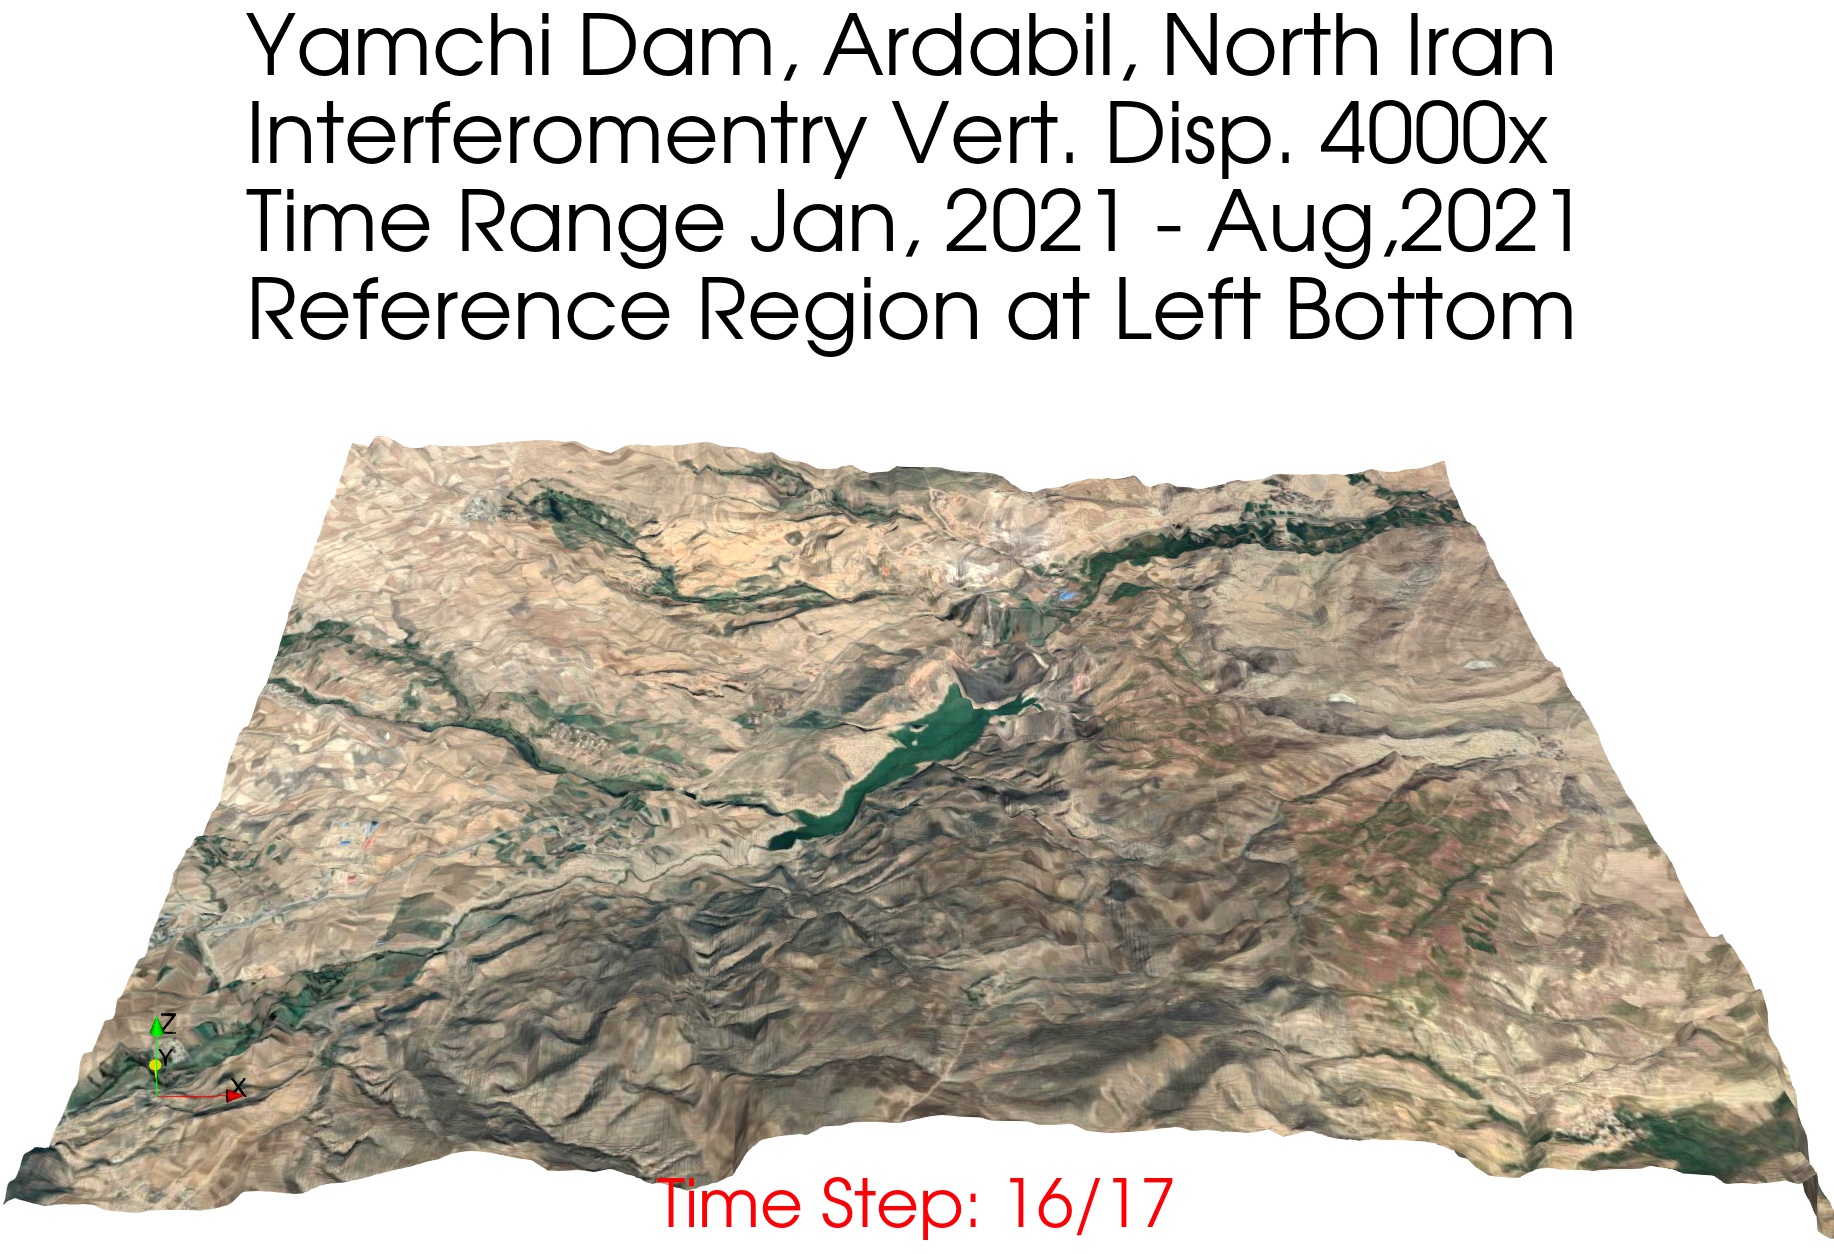 Yamchi Dam, Ardabil, North Iran
Interferomentry Vert. Disp. 4000x
Time Range Jan, 2021 - Aug,2021
Reference Region at Left Bottom
Z
Y
X
Time Step: 16/17